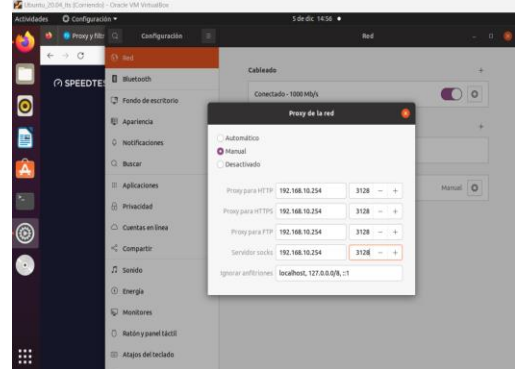 Ubuntu_20.04_lts [Corriendo] - Oracle VM VirtualBox
Actividades
Configuración
5 de dic 14:56
Proxy y filt
Configuración
Red
SPEEDTES
Red
Bluetooth
Fondo de escritorio
Apariencia
Notificaciones
Buscar
Aplicaciones
Privacidad
Cuentas en línea
Compartir
Sonido
Energía
Monitores
Ratón y panel táctil
Atajos del teclado
Cableado
+
Conectado - 1000 Mb/s
+
Manual
Proxy de la red
Automático
Manual
Desactivado
Proxy para HTTP 192.168.10.254 3128 - +
Proxy para HTTPS 192.168.10.254 3128 - +
Proxy para FTP 192.168.10.254 3128 - +
Servidor socks 192.168.10.254 3128 - +
Ignorar anfitriones localhost, 127.0.0.0/8, ::1